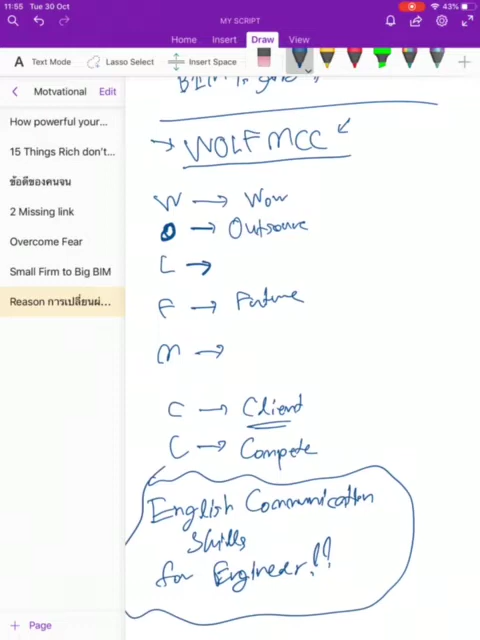 11:55 Tue 30 Oct
43%
MY SCRIPT
Home Insert Draw View
A Text Mode Lasso Select Insert Space
Motvational Edit
How powerful your...
15 Things Rich don't...
ข้อดีของคนจน
2 Missing link
Overcome Fear
Small Firm to Big BIM
Reason การเปลี่ยนผ่...
+ Page
BIM in
→ WOLFMCC
W → Wow
O → Outsource
L →
F → Future
M →
C → Client
C → Compete
English Communication
Skills
for Engineer!!